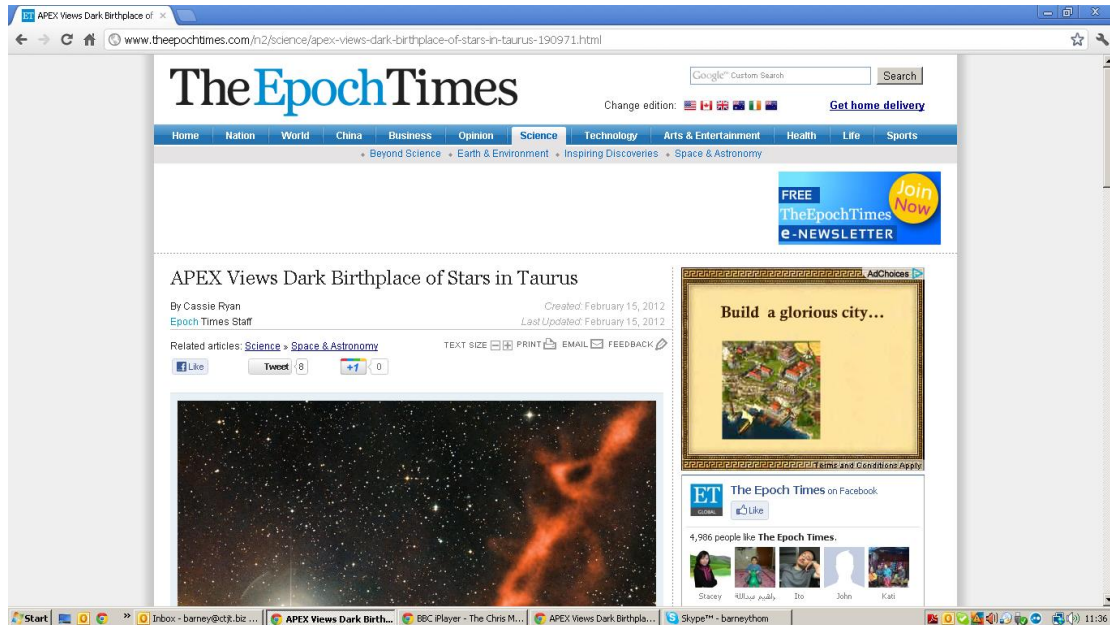 APEX Views Dark Birthplace of
www.theepochtimes.com/n2/science/apex-views-dark-birthplace-of-stars-in-taurus-190971.html
The Epoch Times
Google™ Custom Search
Search
Change edition:
Get home delivery
Home Nation World China Business Opinion Science Technology Arts & Entertainment Health Life Sports
Beyond Science Earth & Environment Inspiring Discoveries Space & Astronomy
FREE
TheEpochTimes
e-NEWSLETTER
Join
Now
APEX Views Dark Birthplace of Stars in Taurus
By Cassie Ryan
Created: February 15, 2012
Epoch Times Staff
Last Updated: February 15, 2012
Related articles: Science » Space & Astronomy
TEXT SIZE PRINT EMAIL FEEDBACK
Like Tweet 8 +1 0
AdChoices
Build a glorious city...
Terms and Conditions Apply
ET
GLOBAL
The Epoch Times on Facebook
Like
4,986 people like The Epoch Times.
Stacey Ito John Kati
Start
Inbox - barney@ctjt.biz ...
APEX Views Dark Birth...
BBC iPlayer - The Chris M...
APEX Views Dark Birthpla...
Skype™ - barneythom
11:36